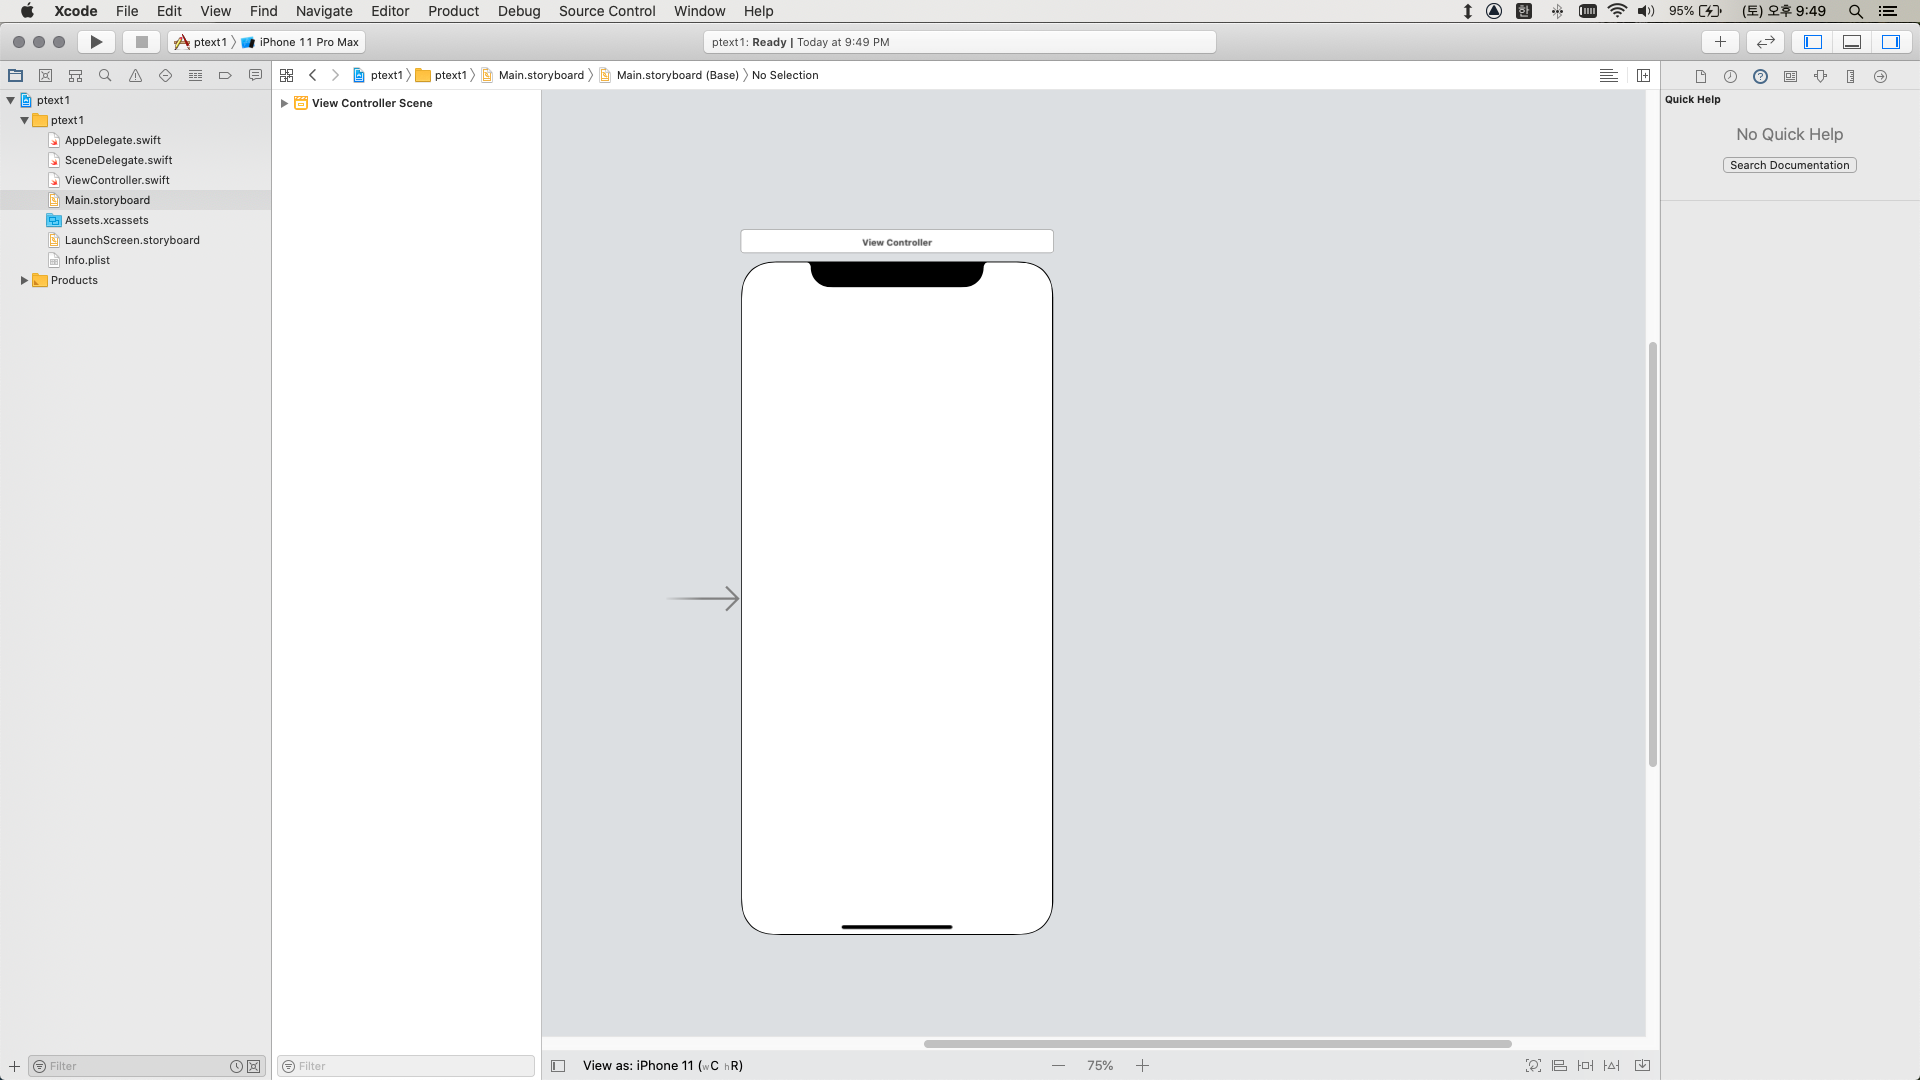 Xcode File Edit View Find Navigate Editor Product Debug Source Control Window Help
한 95% (토) 오후 9:49
ptext1 iPhone 11 Pro Max
ptext1: Ready | Today at 9:49 PM
ptext1 ptext1 Main.storyboard Main.storyboard (Base) No Selection
ptext1
ptext1
AppDelegate.swift
SceneDelegate.swift
ViewController.swift
Main.storyboard
Assets.xcassets
LaunchScreen.storyboard
Info.plist
Products
View Controller Scene
View Controller
Quick Help
No Quick Help
Search Documentation
Filter
Filter
View as: iPhone 11 (wC hR)
75%